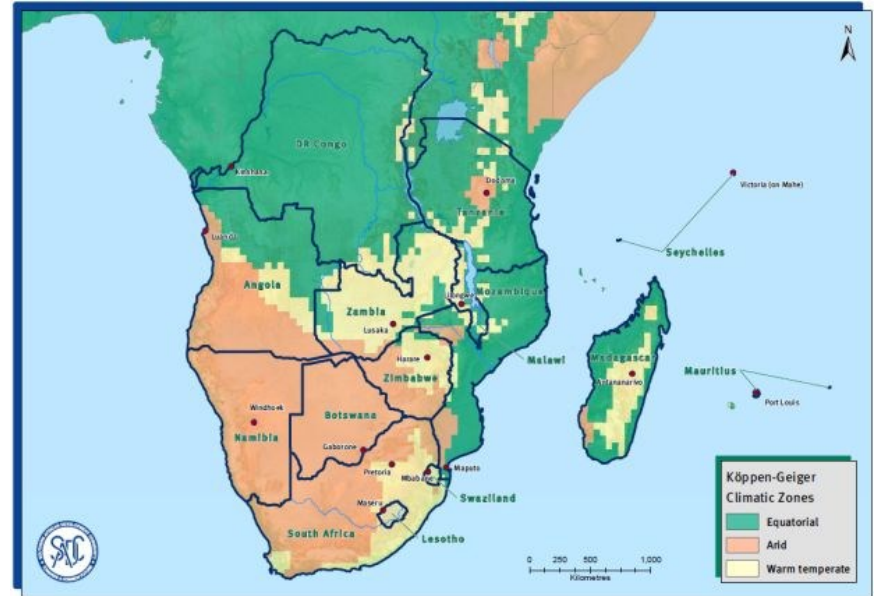 N
DR Congo
Kinshasa
Dodoma
Tanzania
Victoria (on Mahe)
Seychelles
Luanda
Angola
Zambia
Lusaka
Lilongwe
Mozambique
Malawi
Harare
Zimbabwe
Madagascar
Antananarivo
Mauritius
Port Louis
Windhoek
Namibia
Botswana
Gaborone
Pretoria
Mbabane
Maputo
Swaziland
Maseru
Lesotho
South Africa
SADC
0 250 500 1,000
Kilometres
Köppen-Geiger
Climatic Zones
Equatorial
Arid
Warm temperate